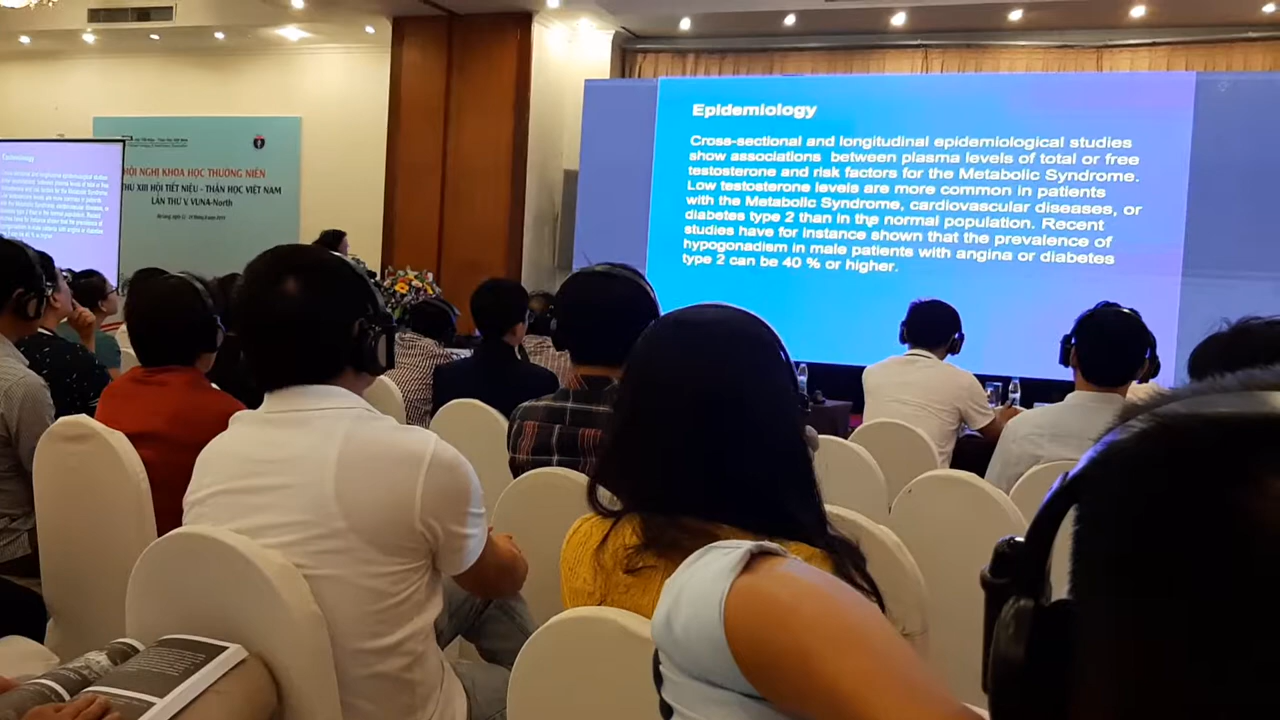 Epidemiology
Cross-sectional and longitudinal epidemiological studies
show associations between plasma levels of total or free
testosterone and risk factors for the Metabolic Syndrome.
Low testosterone levels are more common in patients
with the Metabolic Syndrome, cardiovascular diseases, or
diabetes type 2 than in the normal population. Recent
studies have for Instance shown that the prevalence of
hypogonadism in male patients with angina or diabetes
type 2 can be 40 % or higher.
HỘI NGHỊ KHOA HỌC THƯỜNG NIÊN
THỨ XIII HỘI TIẾT NIỆU - THẬN HỌC VIỆT NAM
LẦN THỨ V, VUNA-North
Epidemiology